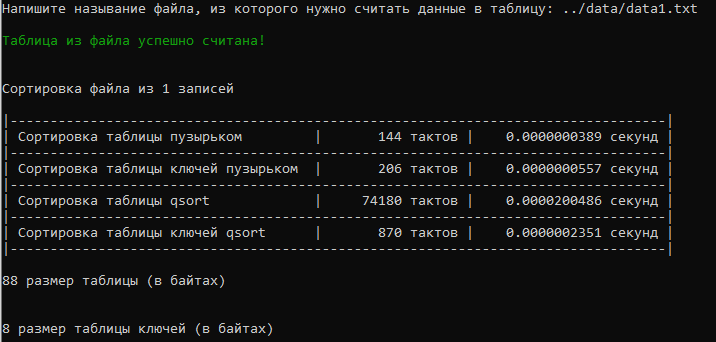 Напишите называние файла, из которого нужно считать данные в таблицу: ../data/data1.txt
Таблица из файла успешно считана!
Сортировка файла из 1 записей
|---------------------------------------------------------------------------------|
| Сортировка таблицы пузырьком         |       144 тактов |    0.0000000389 секунд |
|---------------------------------------------------------------------------------|
| Сортировка таблицы ключей пузырьком  |       206 тактов |    0.0000000557 секунд |
|---------------------------------------------------------------------------------|
| Сортировка таблицы qsort             |     74180 тактов |    0.0000200486 секунд |
|---------------------------------------------------------------------------------|
| Сортировка таблицы ключей qsort      |       870 тактов |    0.0000002351 секунд |
|---------------------------------------------------------------------------------|
88 размер таблицы (в байтах)
8 размер таблицы ключей (в байтах)